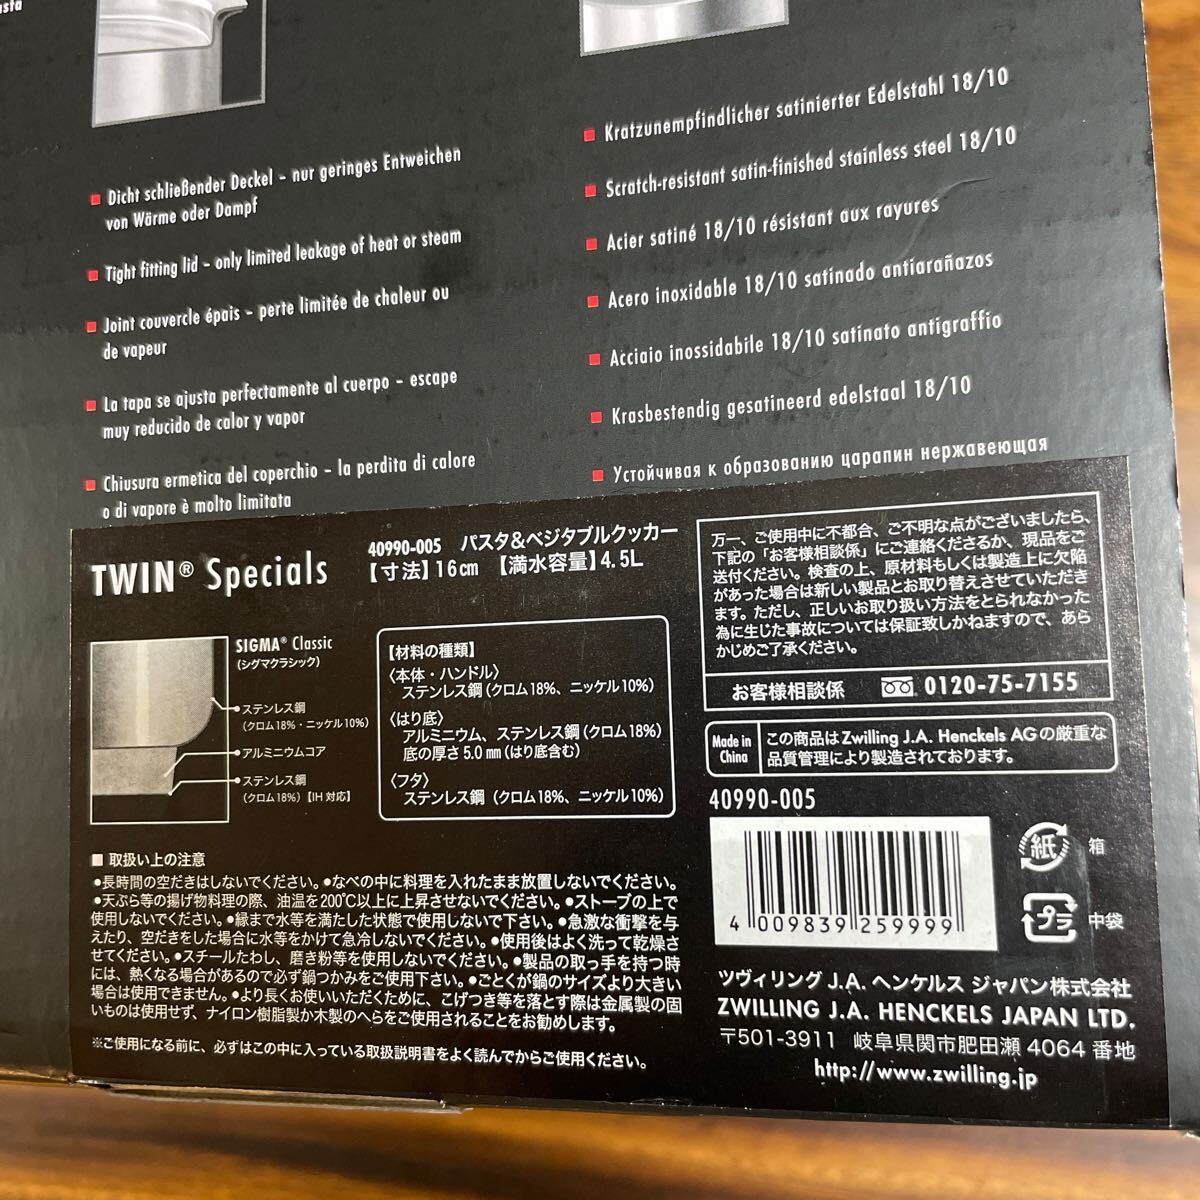 Dicht schließender Deckel – nur geringes Entweichen
von Wärme oder Dampf
Tight fitting lid – only limited leakage of heat or steam
Joint couvercle épais – perte limitée de chaleur ou
de vapeur
La tapa se ajusta perfectamente al cuerpo – escape
muy reducido de calor y vapor
Chiusura ermetica del coperchio – la perdita di calore
o di vapore è molto limitata
Kratzunempfindlicher satinierter Edelstahl 18/10
Scratch-resistant satin-finished stainless steel 18/10
Acier satiné 18/10 résistant aux rayures
Acero inoxidable 18/10 satinado antiarañazos
Acciaio inossidabile 18/10 satinato antigraffio
Krasbestendig gesatineerd edelstaal 18/10
Устойчивая к образованию царапин нержавеющая
TWIN® Specials
40990-005 パスタ&ベジタブルクッカー
【寸法】16cm 【満水容量】4.5L
SIGMA® Classic
(シグマクラシック)
ステンレス鋼
(クロム18%・ニッケル10%)
アルミニウムコア
ステンレス鋼
(クロム18%)【IH対応】
【材料の種類】
〈本体・ハンドル〉
ステンレス鋼(クロム18%、ニッケル10%)
〈はり底〉
アルミニウム、ステンレス鋼(クロム18%)
底の厚さ5.0mm(はり底含む)
〈フタ〉
ステンレス鋼(クロム18%、ニッケル10%)
■ 取扱い上の注意
●長時間の空だきはしないでください。●なべの中に料理を入れたまま放置しないでください。
●天ぷら等の揚げ物料理の際、油温を200℃以上に上昇させないでください。●ストーブの上で
使用しないでください。●縁まで水等を満たした状態で使用しないで下さい。●急激な衝撃を与
えたり、空だきをした場合に水等をかけて急冷しないでください。●使用後はよく洗って乾燥さ
せてください。●スチールたわし、磨き粉等を使用しないでください。●製品の取っ手を持つ時
には、熱くなる場合があるので必ず鍋つかみをご使用下さい。●ごとくが鍋のサイズより大きい
場合は使用できません。●より長くお使いいただくために、こげつき等を落とす際は金属製の固
いものは使用せず、ナイロン樹脂製か木製のへらをご使用されることをお勧めします。
※ご使用になる前に、必ずはこの中に入っている取扱説明書をよく読んでからご使用ください。
万一、ご使用中に不都合、ご不明な点がございましたら、
下記の「お客様相談係」にご連絡くださるか、現品をご
送付ください。検査の上、原材料もしくは製造上に欠陥
があった場合は新しい製品とお取り替えさせていただき
ます。ただし、正しいお取り扱い方法をとられなかった
為に生じた事故については保証致しかねますので、あら
かじめご了承ください。
お客様相談係 0120-75-7155
Made in
China
この商品はZwilling J.A. Henckels AGの厳重な
品質管理により製造されております。
40990-005
4 009839 259999
紙 箱
プラ 中袋
ツヴィリング J.A. ヘンケルス ジャパン株式会社
ZWILLING J.A. HENCKELS JAPAN LTD.
〒501-3911 岐阜県関市肥田瀬 4064 番地
http://www.zwilling.jp